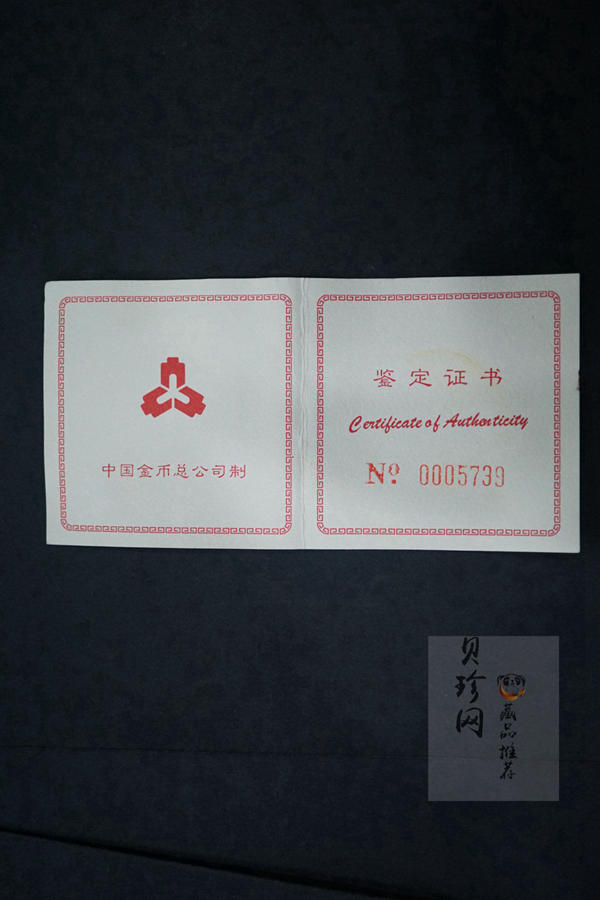 中国金币总公司制
鉴定证书
Certificate of Authenticity
No. 0005739
贝珍网
藏品推荐